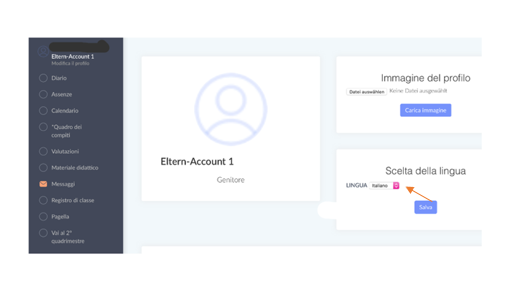 Eltern-Account 1
Modifica il profilo
Diario
Assenze
Calendario
"Quadro dei
compiti
Valutazioni
Materiale didattico
Messaggi
Registro di classe
Pagella
Vai al 2°
quadrimestre
Eltern-Account 1
Genitore
Immagine del profilo
Datei auswählen Keine Datei ausgewählt
Carica immagine
Scelta della lingua
LINGUA Italiano
Salva